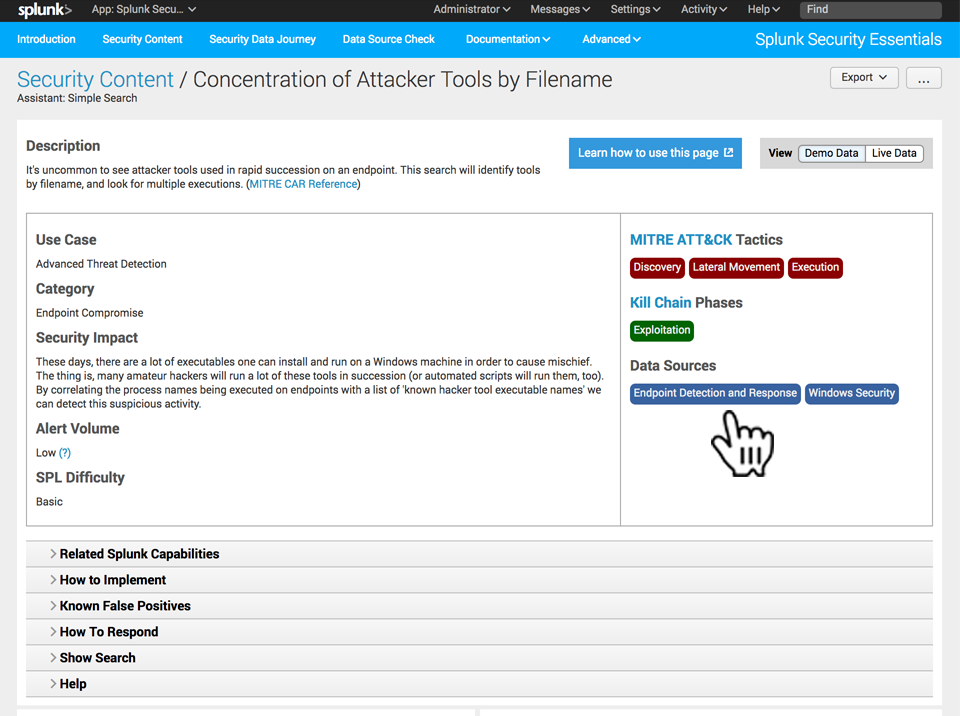 splunk> App: Splunk Secu... Administrator Messages Settings Activity Help Find
Introduction Security Content Security Data Journey Data Source Check Documentation Advanced Splunk Security Essentials
Security Content / Concentration of Attacker Tools by Filename
Export ...
Assistant: Simple Search
Description
Learn how to use this page
View Demo Data Live Data
It's uncommon to see attacker tools used in rapid succession on an endpoint. This search will identify tools
by filename, and look for multiple executions. (MITRE CAR Reference)
Use Case
Advanced Threat Detection
Category
Endpoint Compromise
Security Impact
These days, there are a lot of executables one can install and run on a Windows machine in order to cause mischief.
The thing is, many amateur hackers will run a lot of these tools in succession (or automated scripts will run them, too).
By correlating the process names being executed on endpoints with a list of 'known hacker tool executable names' we
can detect this suspicious activity.
Alert Volume
Low (?)
SPL Difficulty
Basic
MITRE ATT&CK Tactics
Discovery Lateral Movement Execution
Kill Chain Phases
Exploitation
Data Sources
Endpoint Detection and Response Windows Security
Related Splunk Capabilities
How to Implement
Known False Positives
How To Respond
Show Search
Help